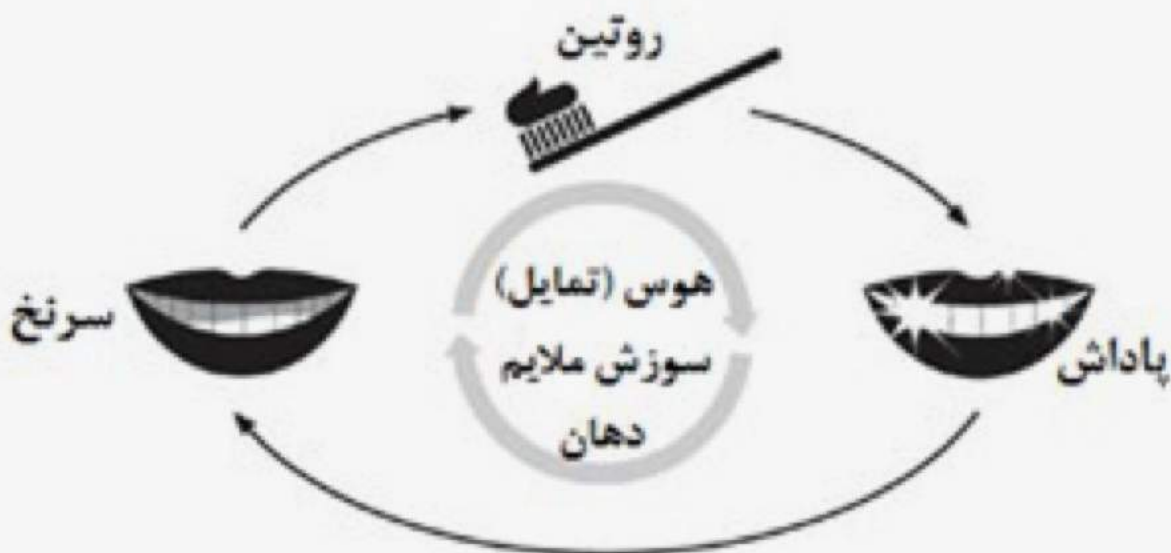 روتین
هوس (تمایل)
سوزش ملایم
دهان
سرنخ
پاداش